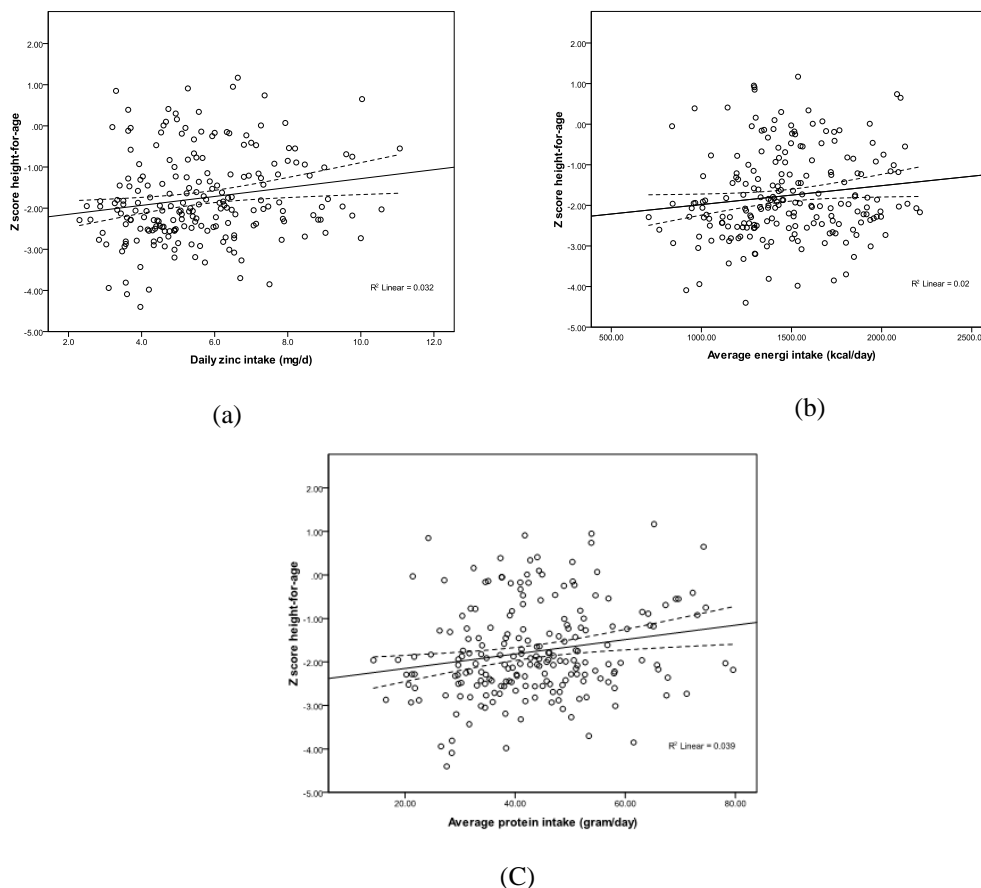 2.00
1.00
.00
-1.00
-2.00
-3.00
-4.00
-5.00
Z score height-for-age
R² Linear = 0.032
2.0 4.0 6.0 8.0 10.0 12.0
Daily zinc intake (mg/d)
(a)
2.00
1.00
.00
-1.00
-2.00
-3.00
-4.00
-5.00
Z score height-for-age
R² Linear = 0.02
500.00 1000.00 1500.00 2000.00 2500.00
Average energi intake (kcal/day)
(b)
2.00
1.00
.00
-1.00
-2.00
-3.00
-4.00
-5.00
Z score height-for-age
R² Linear = 0.039
20.00 40.00 60.00 80.00
Average protein intake (gram/day)
(C)